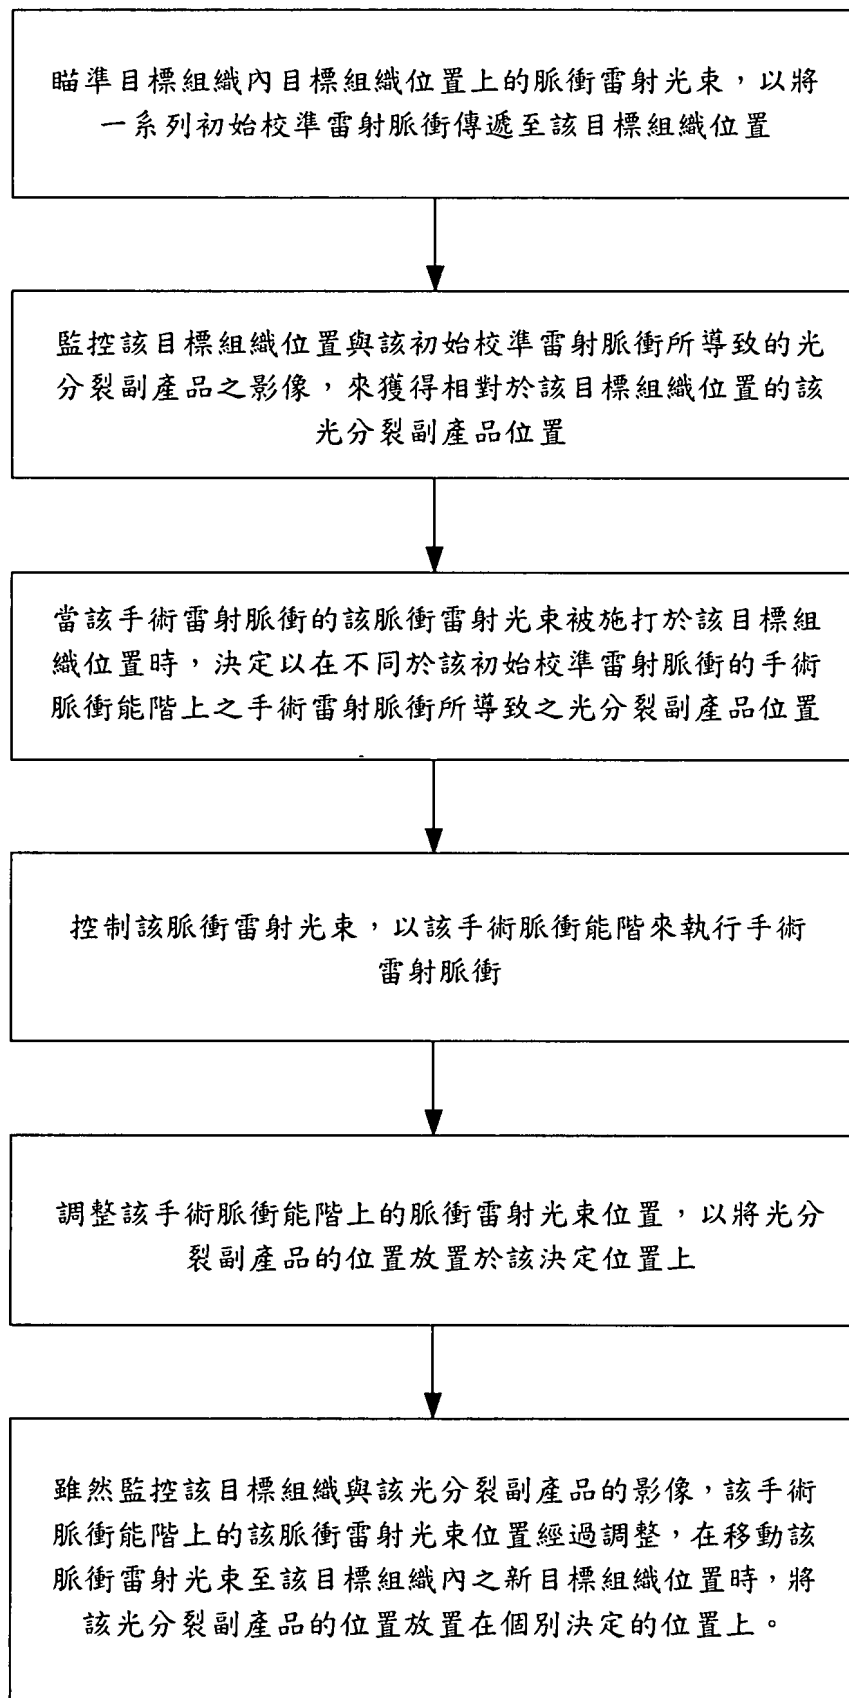 瞄準目標組織內目標組織位置上的脈衝雷射光束，以將
一系列初始校準雷射脈衝傳遞至該目標組織位置
監控該目標組織位置與該初始校準雷射脈衝所導致的光
分裂副產品之影像，來獲得相對於該目標組織位置的該
光分裂副產品位置
當該手術雷射脈衝的該脈衝雷射光束被施打於該目標組
織位置時，決定以在不同於該初始校準雷射脈衝的手術
脈衝能階上之手術雷射脈衝所導致之光分裂副產品位置
控制該脈衝雷射光束，以該手術脈衝能階來執行手術
雷射脈衝
調整該手術脈衝能階上的脈衝雷射光束位置，以將光分
裂副產品的位置放置於該決定位置上
雖然監控該目標組織與該光分裂副產品的影像，該手術
脈衝能階上的該脈衝雷射光束位置經過調整，在移動該
脈衝雷射光束至該目標組織內之新目標組織位置時，將
該光分裂副產品的位置放置在個別決定的位置上。